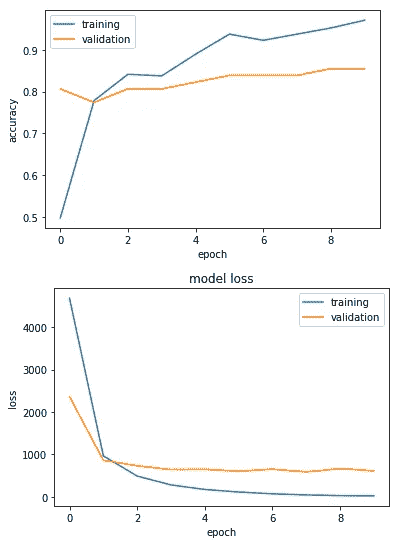 training
validation
0.9
0.8
0.7
0.6
0.5
accuracy
0 2 4 6 8
epoch
model loss
training
validation
4000
3000
2000
1000
0
loss
0 2 4 6 8
epoch